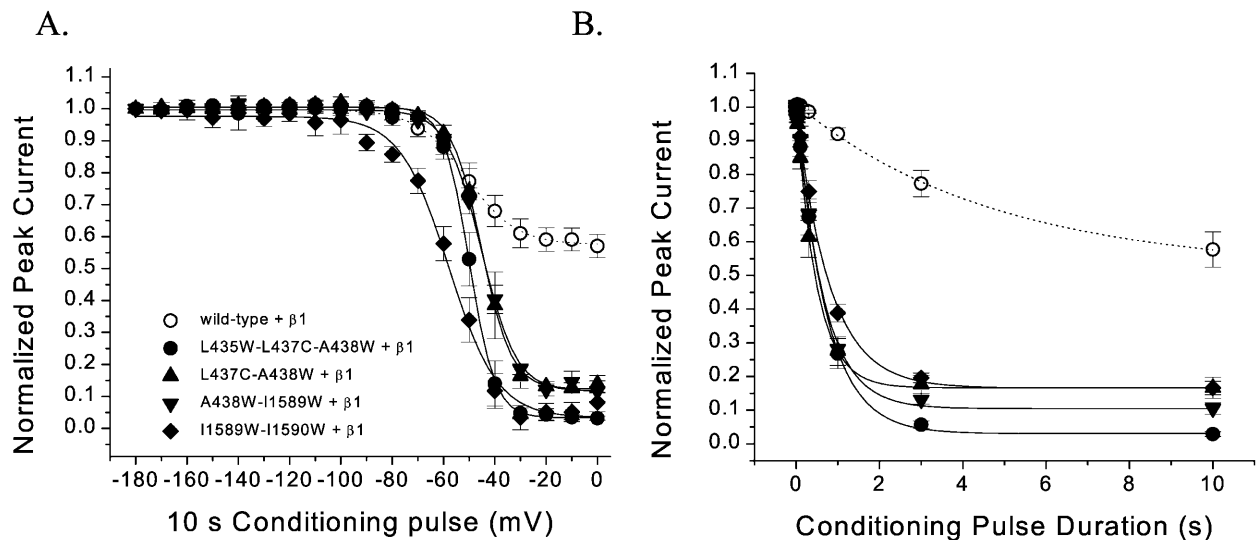 A.
B.
Normalized Peak Current
1.1
1.0
0.9
0.8
0.7
0.6
0.5
0.4
0.3
0.2
0.1
0.0
wild-type + β1
L435W-L437C-A438W + β1
L437C-A438W + β1
A438W-I1589W + β1
I1589W-I1590W + β1
-180 -160 -140 -120 -100 -80 -60 -40 -20 0
10 s Conditioning pulse (mV)
Normalized Peak Current
1.1
1.0
0.9
0.8
0.7
0.6
0.5
0.4
0.3
0.2
0.1
0.0
0 2 4 6 8 10
Conditioning Pulse Duration (s)